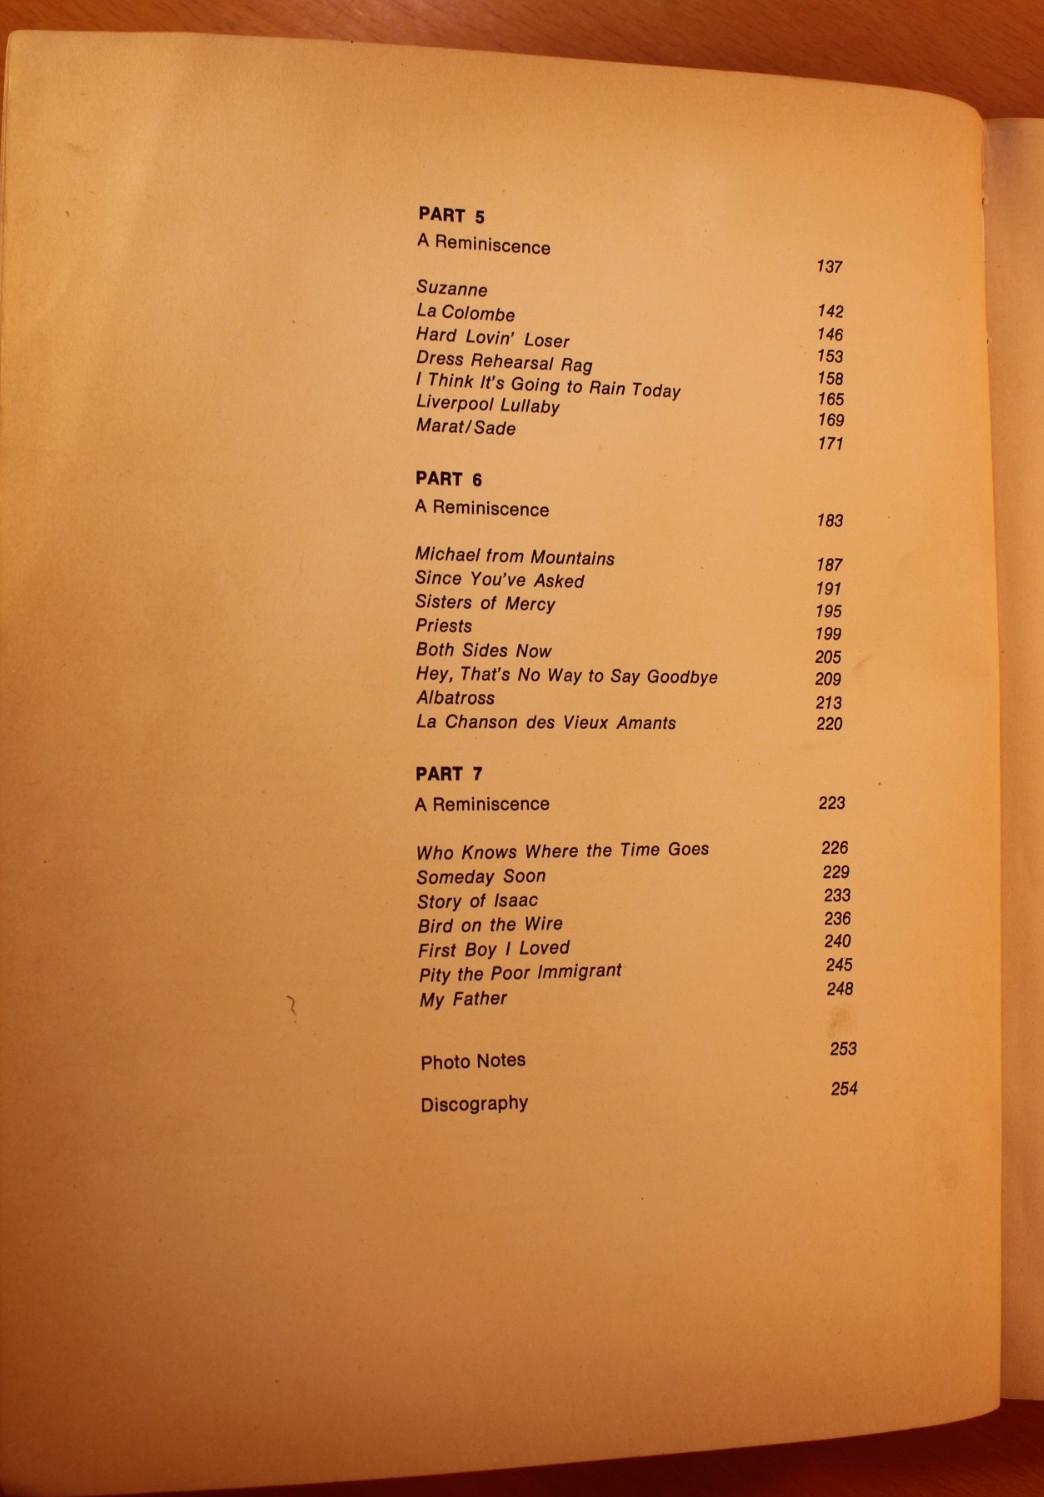 PART 5
A Reminiscence 137
Suzanne 142
La Colombe 146
Hard Lovin' Loser 153
Dress Rehearsal Rag 158
I Think It's Going to Rain Today 165
Liverpool Lullaby 169
Marat/Sade 171
PART 6
A Reminiscence 183
Michael from Mountains 187
Since You've Asked 191
Sisters of Mercy 195
Priests 199
Both Sides Now 205
Hey, That's No Way to Say Goodbye 209
Albatross 213
La Chanson des Vieux Amants 220
PART 7
A Reminiscence 223
Who Knows Where the Time Goes 226
Someday Soon 229
Story of Isaac 233
Bird on the Wire 236
First Boy I Loved 240
Pity the Poor Immigrant 245
My Father 248
Photo Notes 253
Discography 254